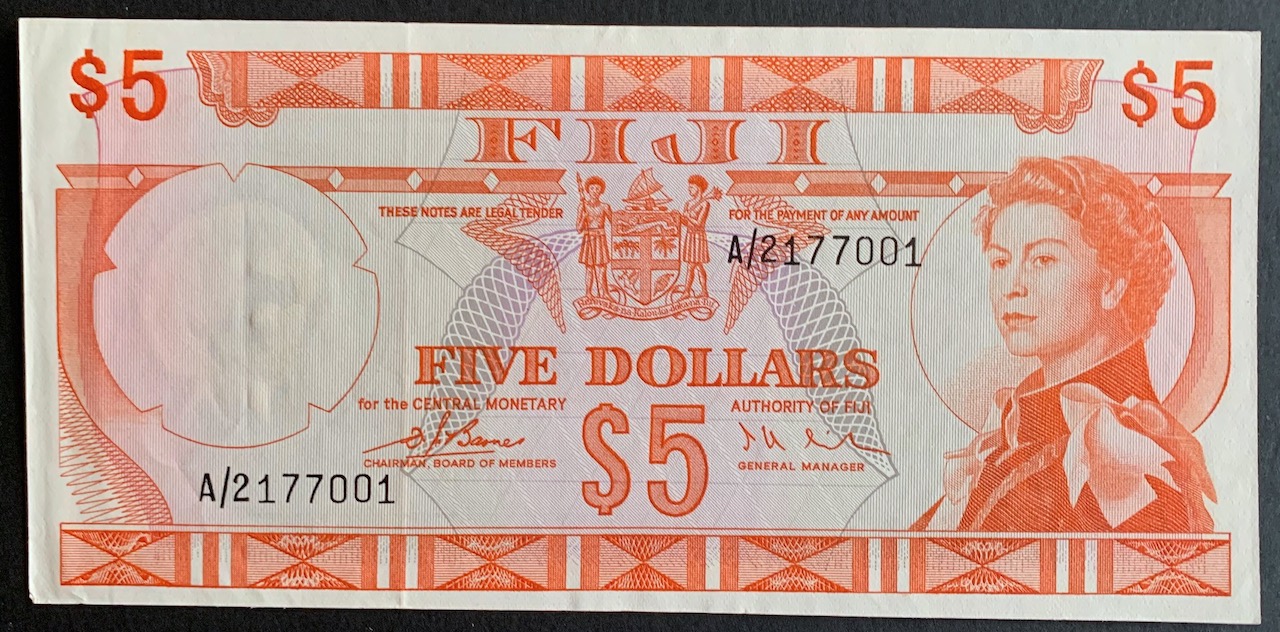 $5
$5
FIJI
THESE NOTES ARE LEGAL TENDER
FOR THE PAYMENT OF ANY AMOUNT
A/2177001
FIVE DOLLARS
for the CENTRAL MONETARY
AUTHORITY OF FIJI
$5
D. J. Barnes
CHAIRMAN, BOARD OF MEMBERS
GENERAL MANAGER
A/2177001